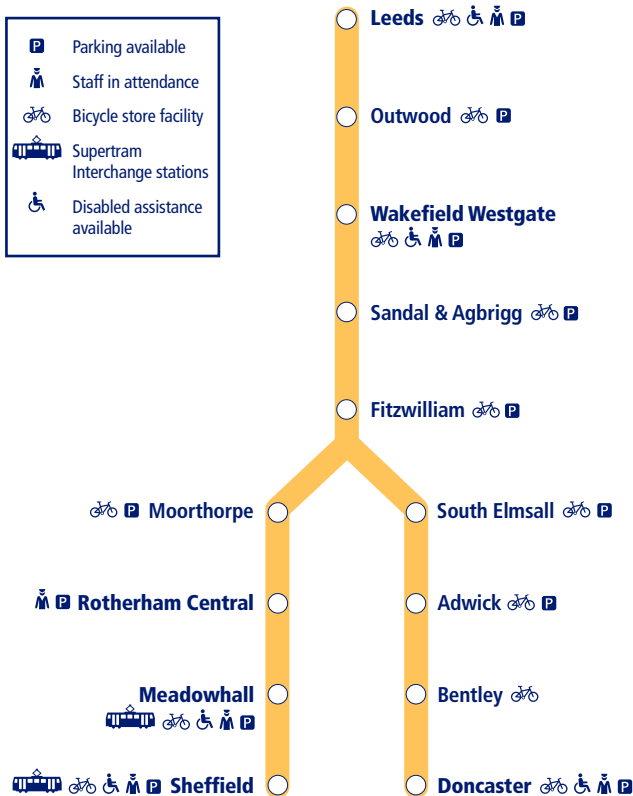 Leeds P
P Parking available
Staff in attendance
Bicycle store facility
Supertram
Interchange stations
Disabled assistance
available
Outwood P
Wakefield Westgate
P
Sandal & Agbrigg P
Fitzwilliam P
P Moorthorpe
South Elmsall P
P Rotherham Central
Adwick P
Meadowhall
P
Bentley
P Sheffield
Doncaster P